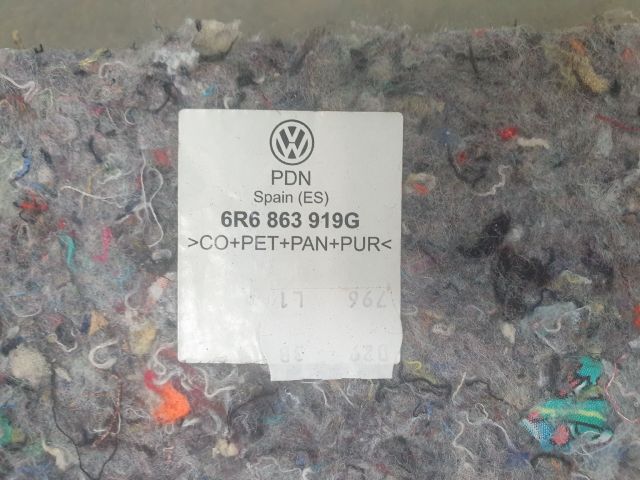 PDN
Spain (ES)
6R6 863 919G
>CO+PET+PAN+PUR<